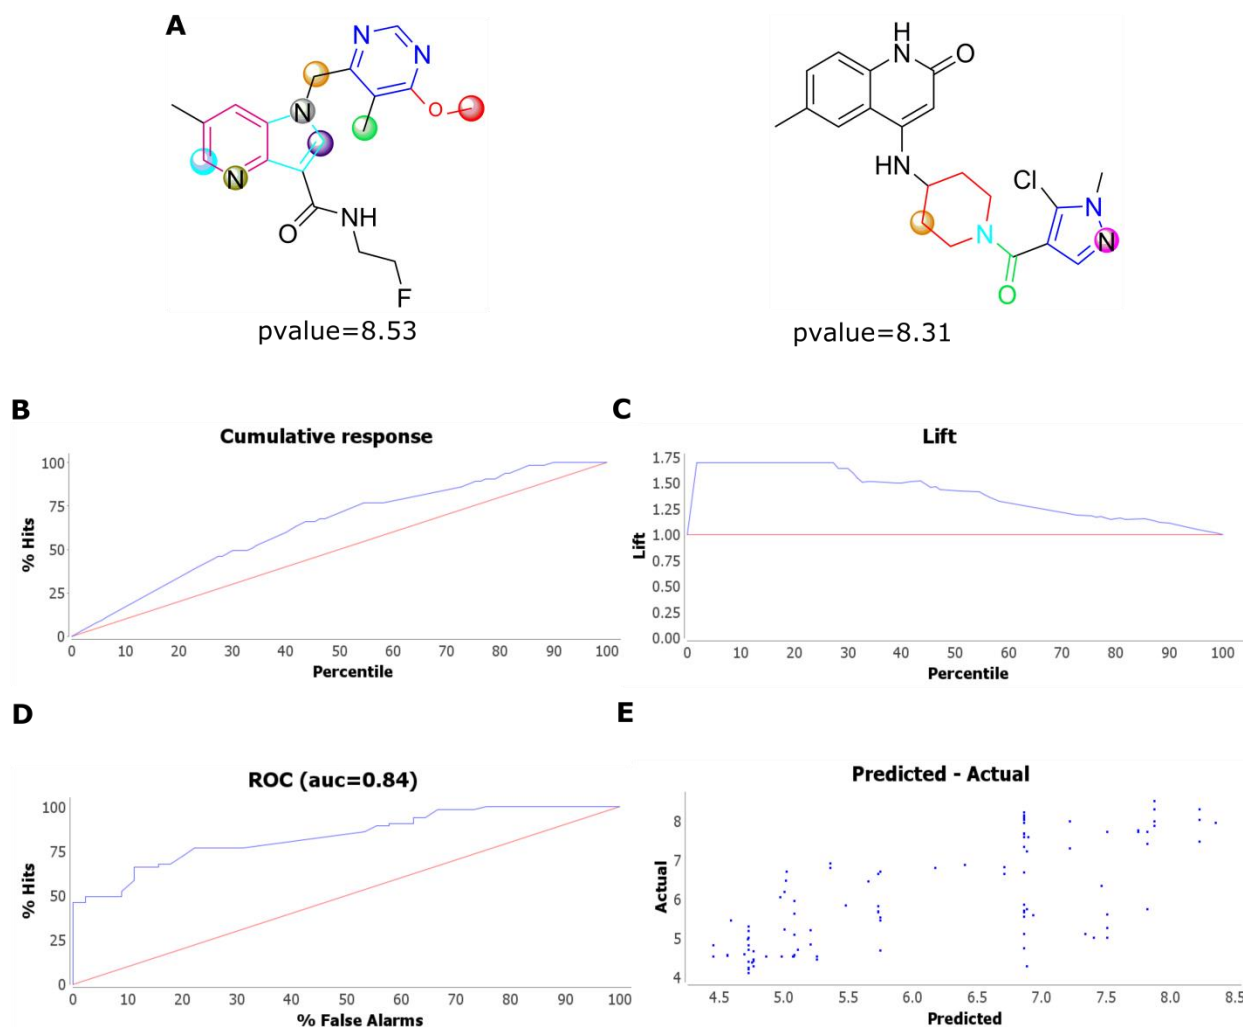 A
N
N
N
O
N
N
O
NH
F
pvalue=8.53
H
N
O
HN
Cl
N
N
N
O
pvalue=8.31
B
Cumulative response
100
75
50
25
0
% Hits
0 10 20 30 40 50 60 70 80 90 100
Percentile
C
Lift
1.75
1.50
1.25
1.00
0.75
0.50
0.25
0.00
Lift
0 10 20 30 40 50 60 70 80 90 100
Percentile
D
ROC (auc=0.84)
100
75
50
25
0
% Hits
0 10 20 30 40 50 60 70 80 90 100
% False Alarms
E
Predicted - Actual
8
7
6
5
4
Actual
4.5 5.0 5.5 6.0 6.5 7.0 7.5 8.0 8.5
Predicted